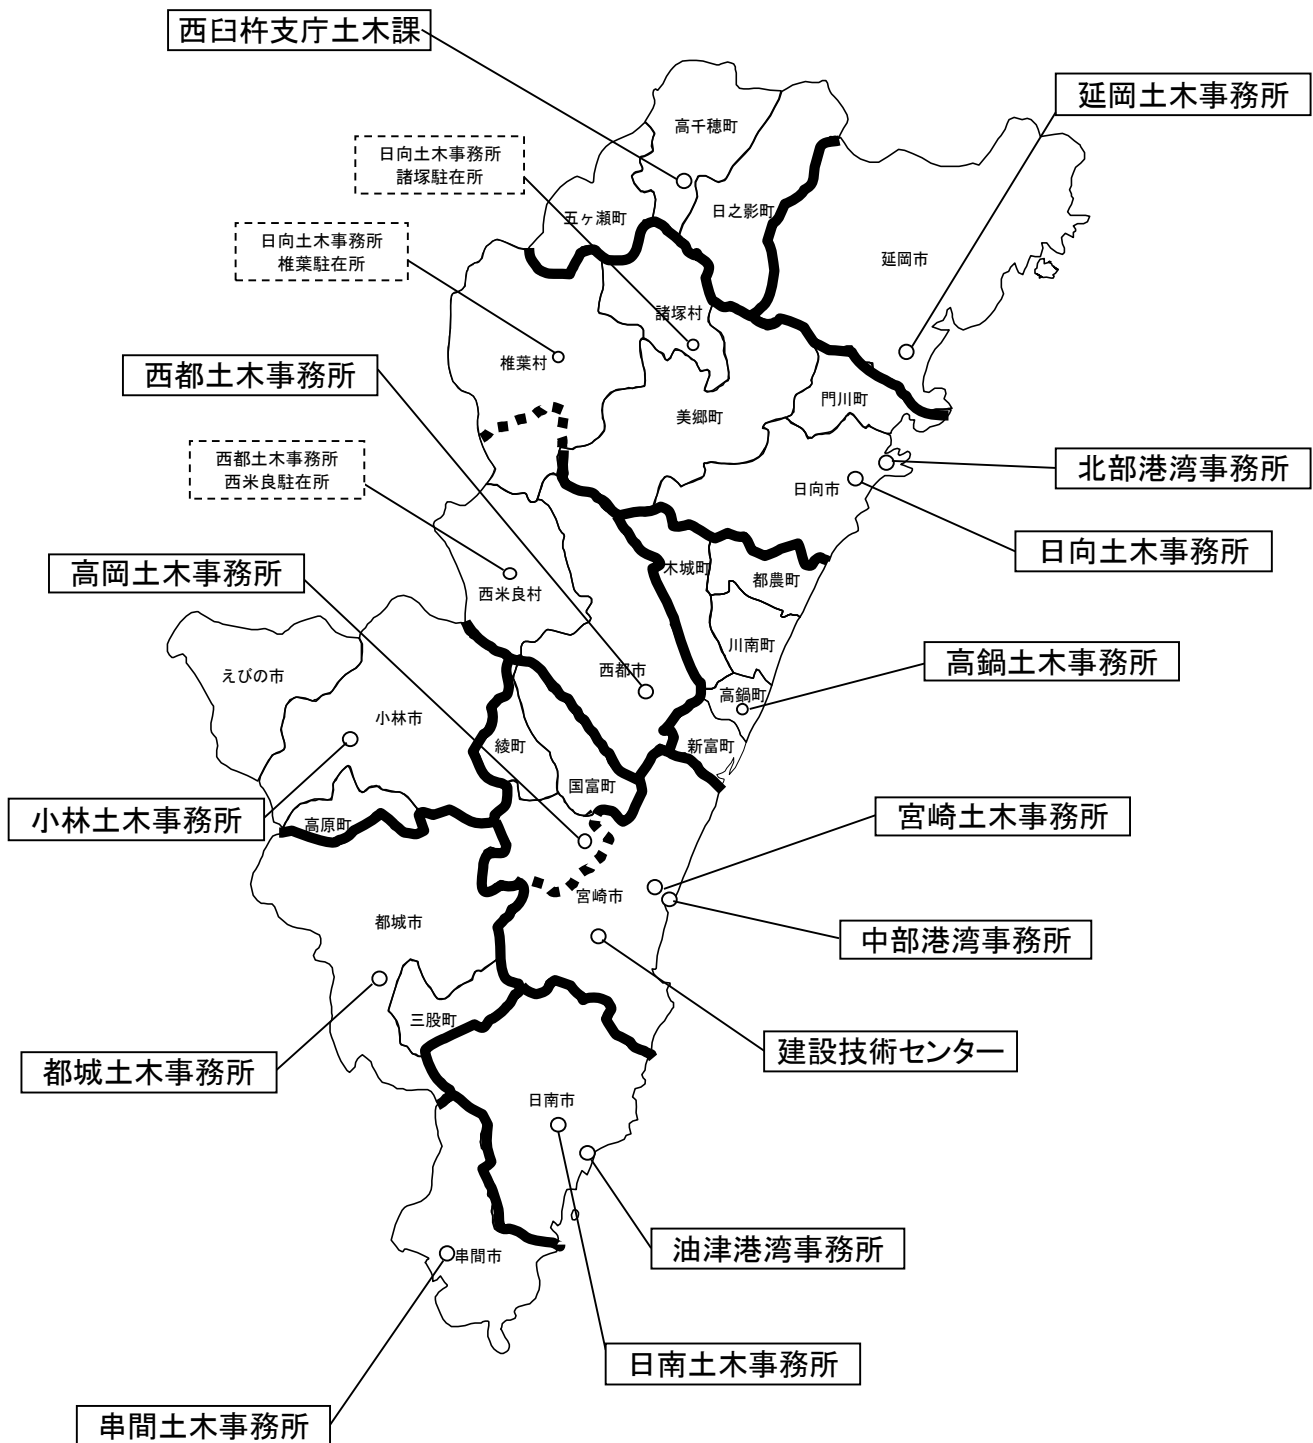 西臼杵支庁土木課
延岡土木事務所
高千穂町
日向土木事務所
諸塚駐在所
日之影町
五ヶ瀬町
日向土木事務所
椎葉駐在所
延岡市
諸塚村
椎葉村
西都土木事務所
門川町
美郷町
西都土木事務所
西米良駐在所
北部港湾事務所
日向市
日向土木事務所
高岡土木事務所
木城町
都農町
西米良村
川南町
高鍋土木事務所
西都市
えびの市
高鍋町
小林市
綾町
新富町
国富町
小林土木事務所
高原町
宮崎土木事務所
宮崎市
都城市
中部港湾事務所
三股町
建設技術センター
都城土木事務所
日南市
油津港湾事務所
串間市
日南土木事務所
串間土木事務所